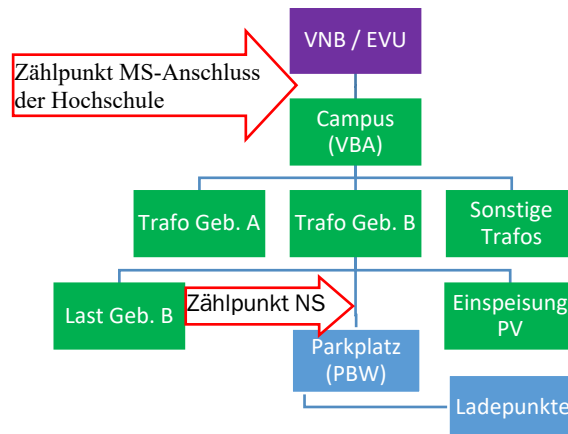 VNB / EVU
Zählpunkt MS-Anschluss
der Hochschule
Campus
(VBA)
Trafo Geb. A
Trafo Geb. B
Sonstige
Trafos
Last Geb. B
Zählpunkt NS
Einspeisung
PV
Parkplatz
(PBW)
Ladepunkte